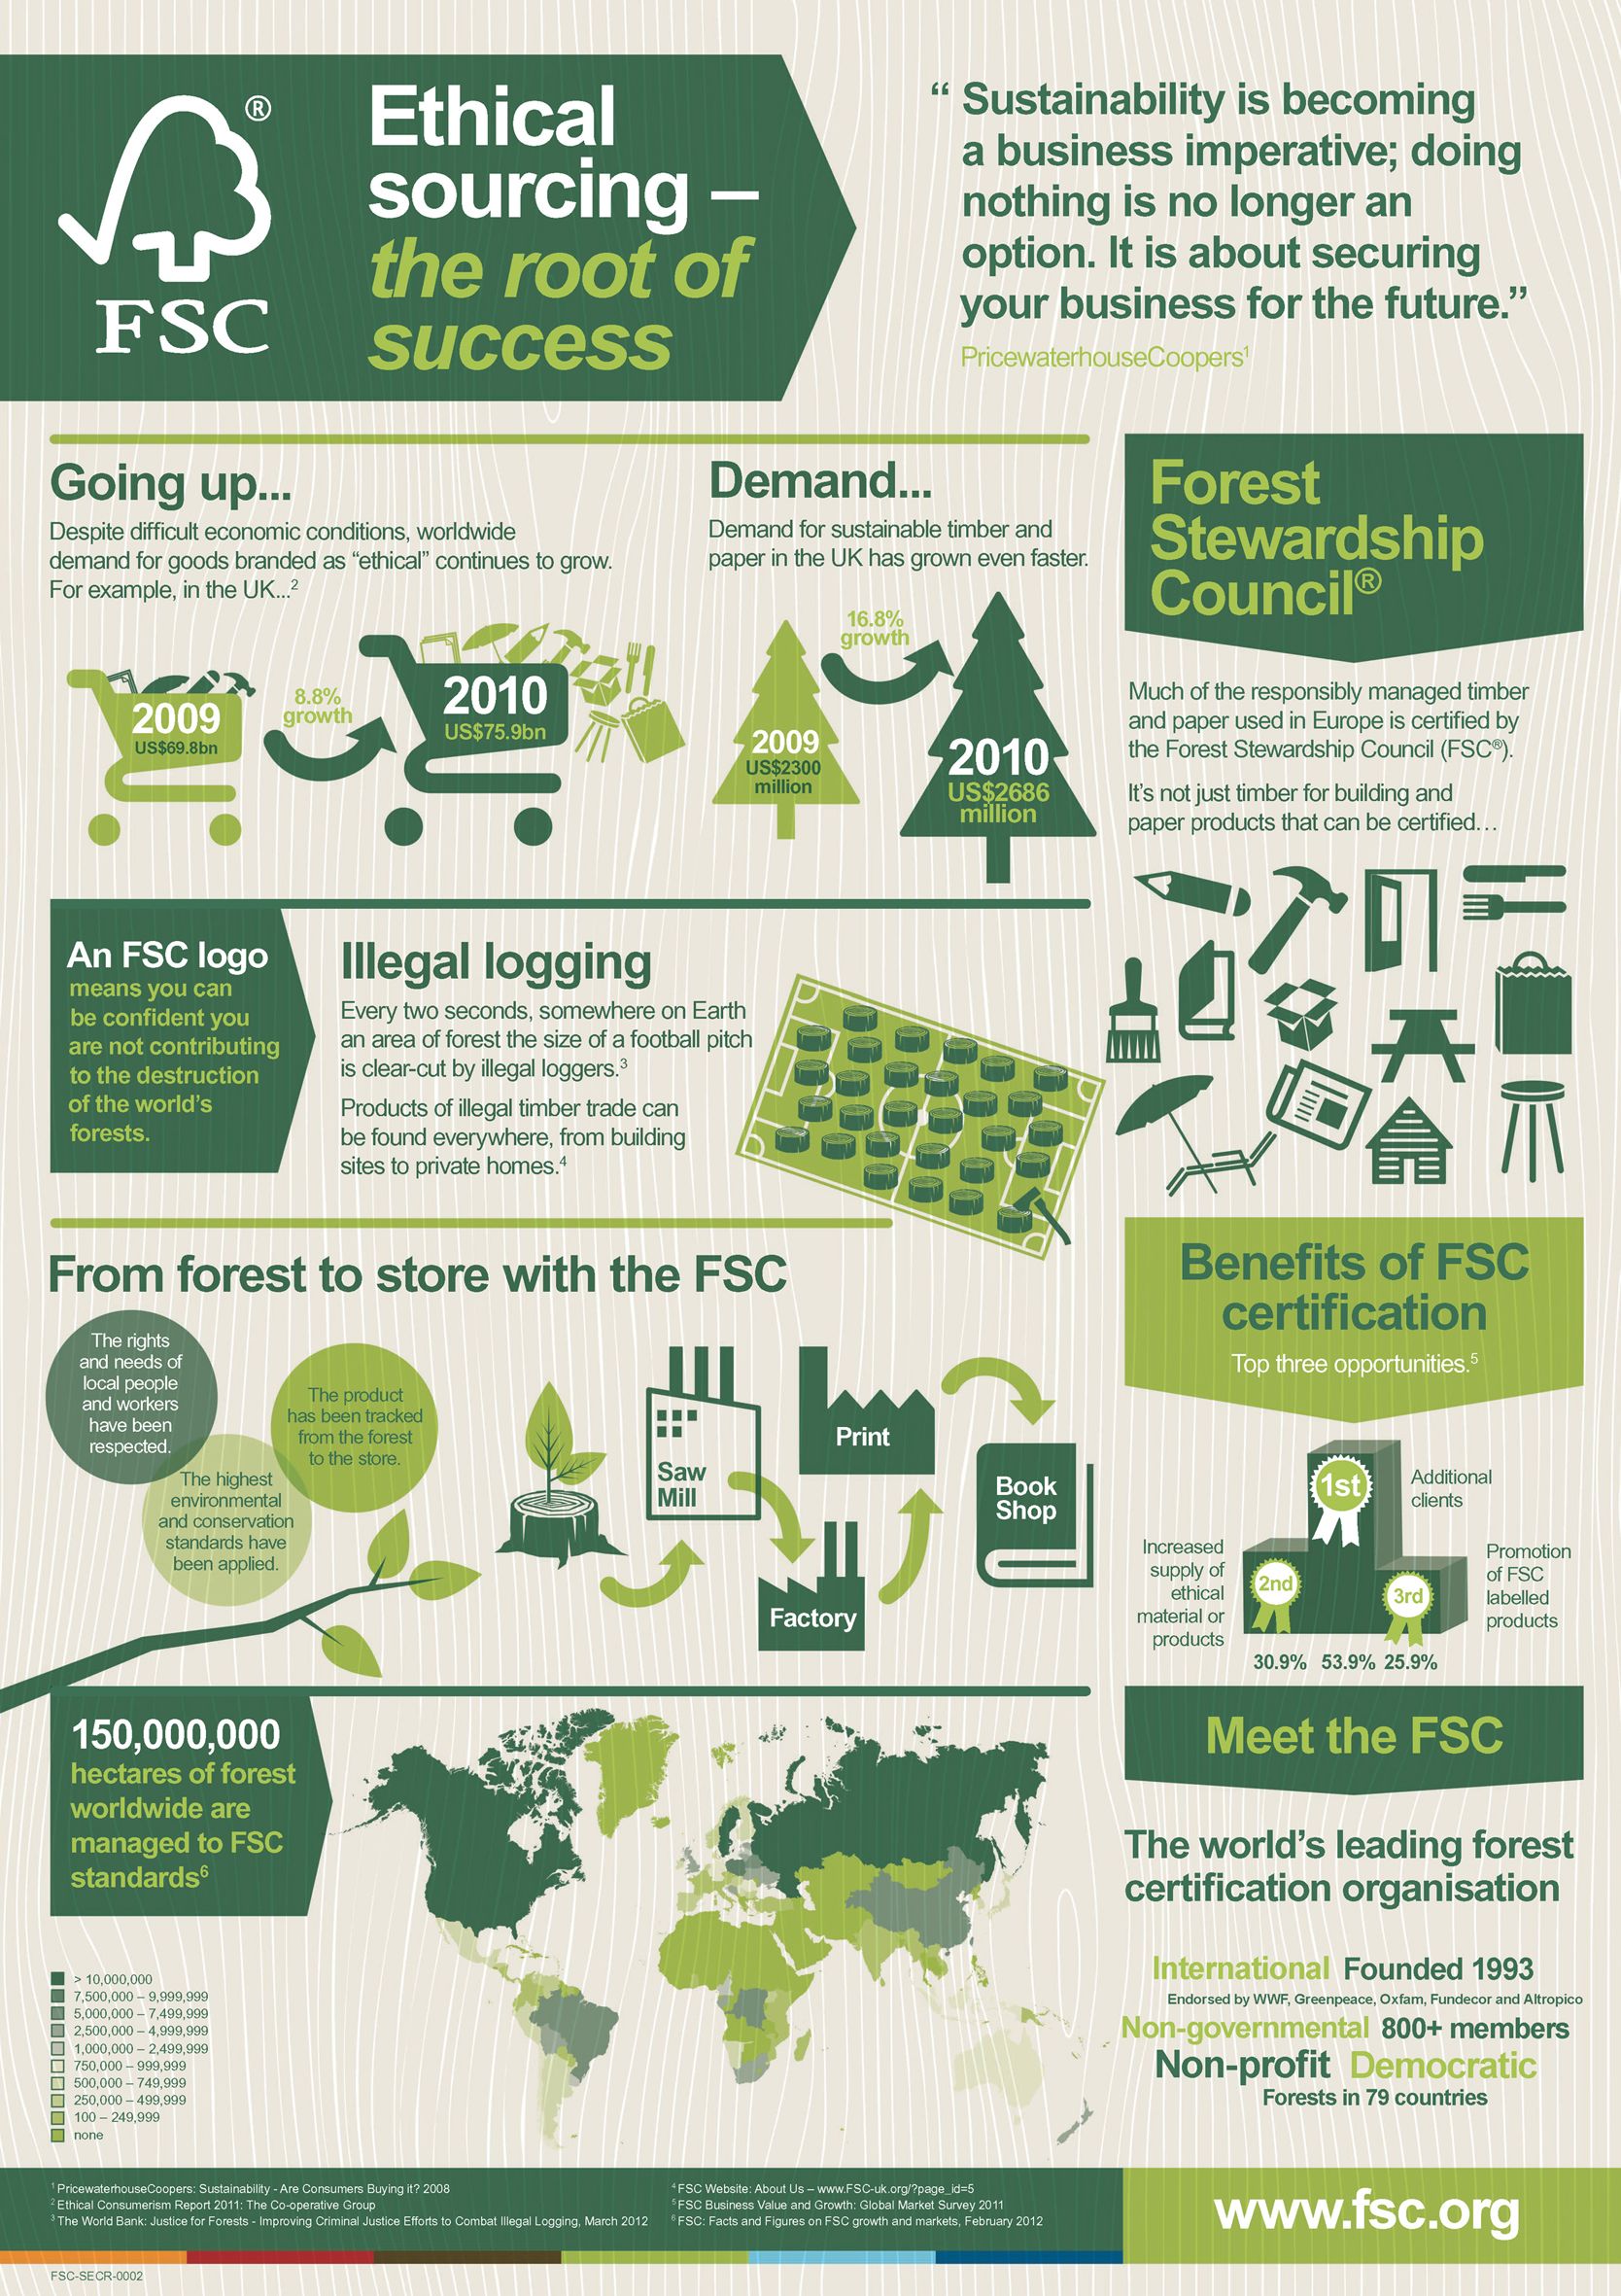 ®
FSC
Ethical
sourcing –
the root of
success
“ Sustainability is becoming
a business imperative; doing
nothing is no longer an
option. It is about securing
your business for the future.”
PricewaterhouseCoopers¹
Going up...
Despite difficult economic conditions, worldwide
demand for goods branded as “ethical” continues to grow.
For example, in the UK...²
2009
US$69.8bn
8.8%
growth
2010
US$75.9bn
Demand...
Demand for sustainable timber and
paper in the UK has grown even faster.
2009
US$2300
million
16.8%
growth
2010
US$2686
million
Forest
Stewardship
Council®
Much of the responsibly managed timber
and paper used in Europe is certified by
the Forest Stewardship Council (FSC®).
It’s not just timber for building and
paper products that can be certified…
An FSC logo
means you can
be confident you
are not contributing
to the destruction
of the world’s
forests.
Illegal logging
Every two seconds, somewhere on Earth
an area of forest the size of a football pitch
is clear-cut by illegal loggers.³
Products of illegal timber trade can
be found everywhere, from building
sites to private homes.⁴
From forest to store with the FSC
The rights
and needs of
local people
and workers
have been
respected.
The product
has been tracked
from the forest
to the store.
The highest
environmental
and conservation
standards have
been applied.
Saw
Mill
Factory
Print
Book
Shop
Benefits of FSC
certification
Top three opportunities.⁵
1st
Additional
clients
Increased
supply of
ethical
material or
products
2nd
3rd
Promotion
of FSC
labelled
products
30.9% 53.9% 25.9%
150,000,000
hectares of forest
worldwide are
managed to FSC
standards⁶
> 10,000,000
7,500,000 – 9,999,999
5,000,000 – 7,499,999
2,500,000 – 4,999,999
1,000,000 – 2,499,999
750,000 – 999,999
500,000 – 749,999
250,000 – 499,999
100 – 249,999
none
Meet the FSC
The world’s leading forest
certification organisation
International Founded 1993
Endorsed by WWF, Greenpeace, Oxfam, Fundecor and Altropico
Non-governmental 800+ members
Non-profit Democratic
Forests in 79 countries
¹ PricewaterhouseCoopers: Sustainability - Are Consumers Buying it? 2008
² Ethical Consumerism Report 2011: The Co-operative Group
³ The World Bank: Justice for Forests - Improving Criminal Justice Efforts to Combat Illegal Logging, March 2012
⁴ FSC Website: About Us – www.FSC-uk.org/?page_id=5
⁵ FSC Business Value and Growth: Global Market Survey 2011
⁶ FSC: Facts and Figures on FSC growth and markets, February 2012
www.fsc.org
FSC-SECR-0002